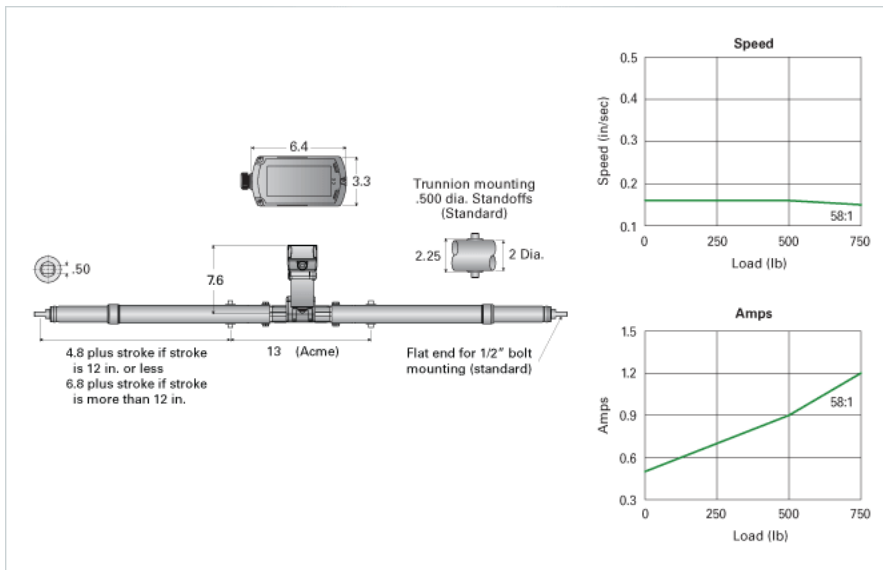 6.4
3.3
Trunnion mounting
.500 dia. Standoffs
(Standard)
2.25
2 Dia.
.50
7.6
4.8 plus stroke if stroke
is 12 in. or less
6.8 plus stroke if stroke
is more than 12 in.
13 (Acme)
Flat end for 1/2" bolt
mounting (standard)
Speed
Speed (in/sec)
0.5
0.4
0.3
0.2
0.1
58:1
0 250 500 750
Load (lb)
Amps
Amps
1.5
1.2
0.9
0.6
0.3
58:1
0 250 500 750
Load (lb)